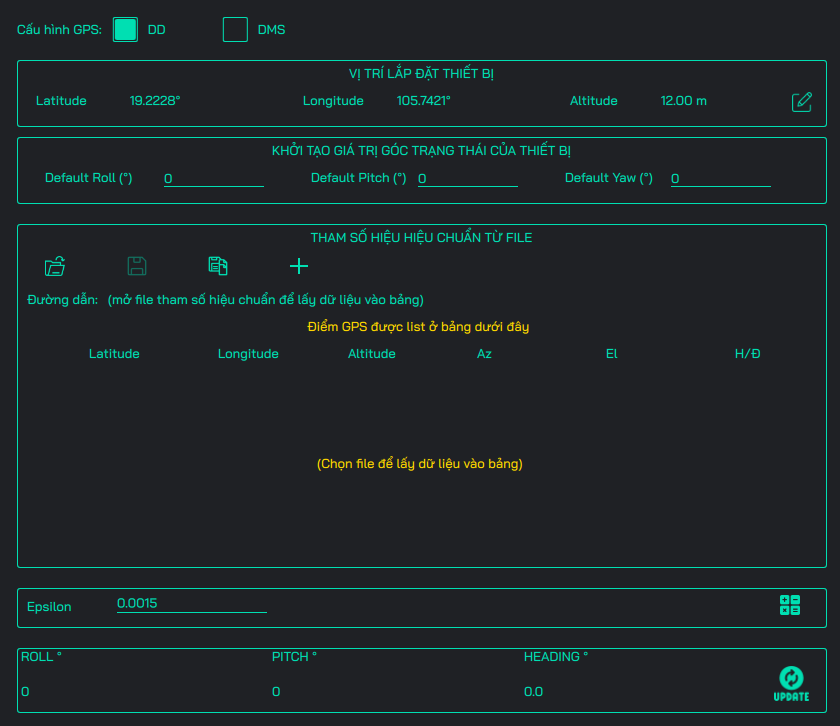 Cấu hình GPS: DD DMS
VỊ TRÍ LẮP ĐẶT THIẾT BỊ
Latitude 19.2228° Longitude 105.7421° Altitude 12.00 m
KHỞI TẠO GIÁ TRỊ GÓC TRẠNG THÁI CỦA THIẾT BỊ
Default Roll (°) 0 Default Pitch (°) 0 Default Yaw (°) 0
THAM SỐ HIỆU HIỆU CHUẨN TỪ FILE
Đường dẫn: (mở file tham số hiệu chuẩn để lấy dữ liệu vào bảng)
Điểm GPS được list ở bảng dưới đây
Latitude Longitude Altitude Az El H/Đ
(Chọn file để lấy dữ liệu vào bảng)
Epsilon 0.0015
ROLL ° PITCH ° HEADING °
0 0 0.0
UPDATE